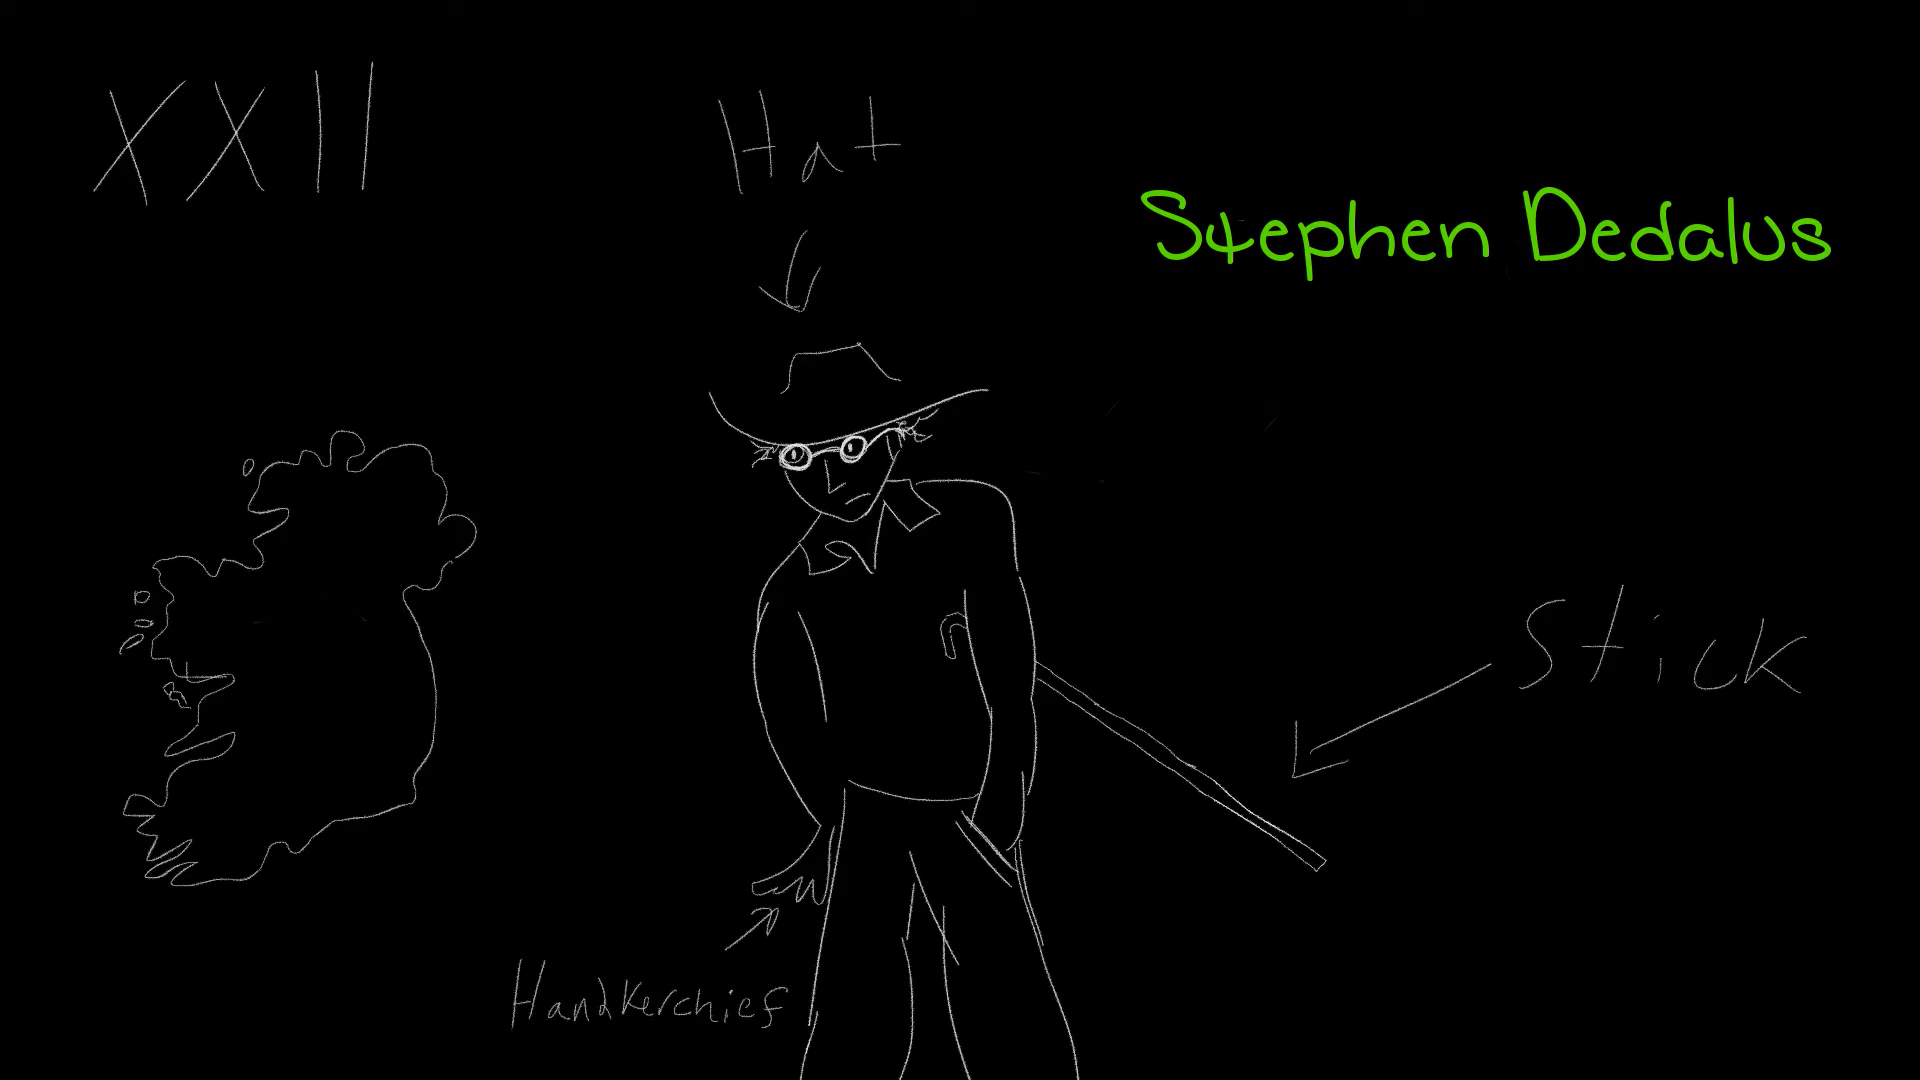 XXII
Hat
Stephen Dedalus
Stick
Handkerchief